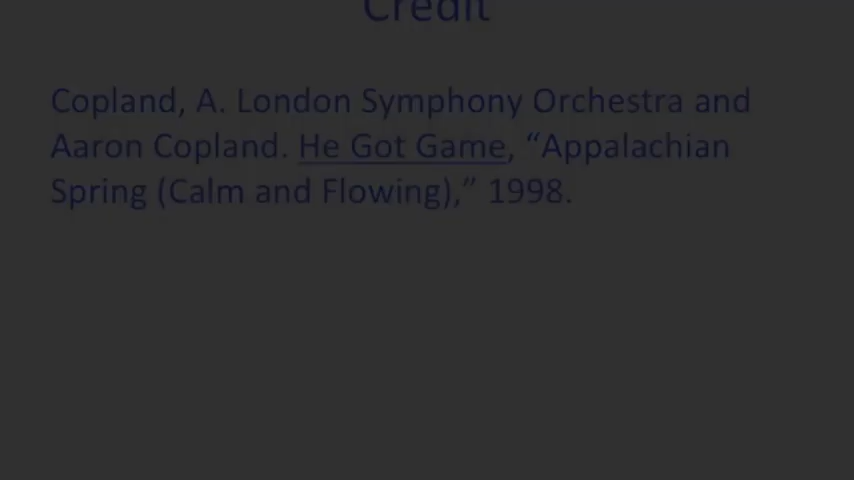 Credit
Copland, A. London Symphony Orchestra and
Aaron Copland. He Got Game, “Appalachian
Spring (Calm and Flowing),” 1998.